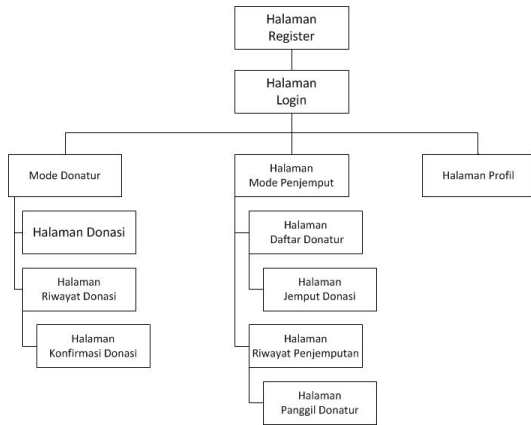 Halaman
Register
Halaman
Login
Mode Donatur
Halaman
Mode Penjemput
Halaman Profil
Halaman Donasi
Halaman
Riwayat Donasi
Halaman
Konfirmasi Donasi
Halaman
Daftar Donatur
Halaman
Jemput Donasi
Halaman
Riwayat Penjemputan
Halaman
Panggil Donatur